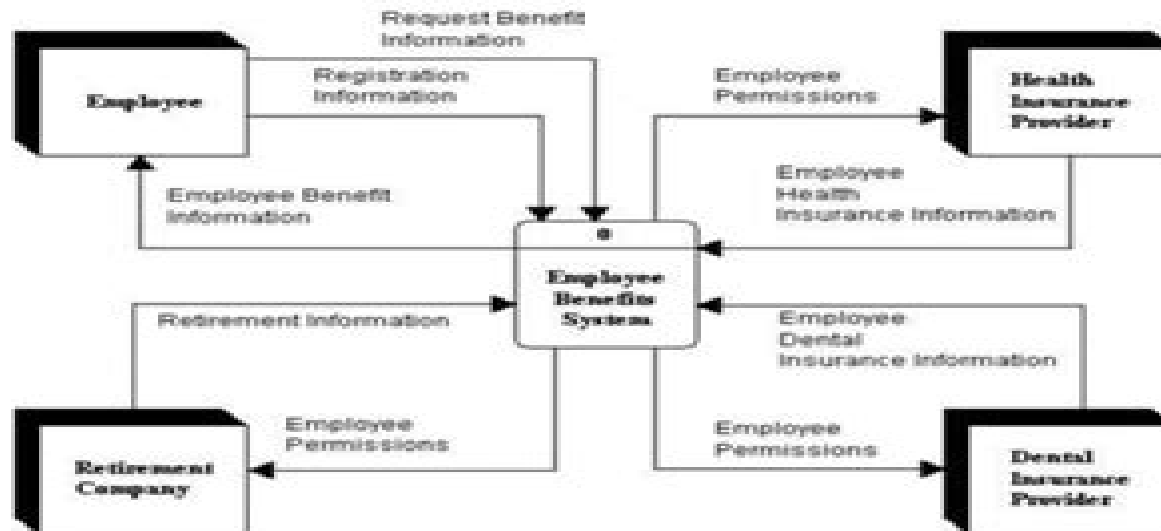 Request Benefit
Information
Registration
Information
Employee
Employee Benefit
Information
Employee
Permissions
Health
Insurance
Provider
Employee
Health
Insurance Information
0
Employee
Benefits
System
Retirement Information
Employee
Dental
Insurance Information
Employee
Permissions
Employee
Permissions
Retirement
Company
Dental
Insurance
Provider